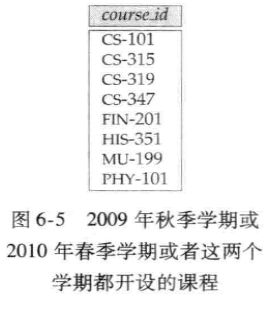 course_id
CS-101
CS-315
CS-319
CS-347
FIN-201
HIS-351
MU-199
PHY-101
图 6-5 2009 年秋季学期或
2010 年春季学期或者这两个
学期都开设的课程